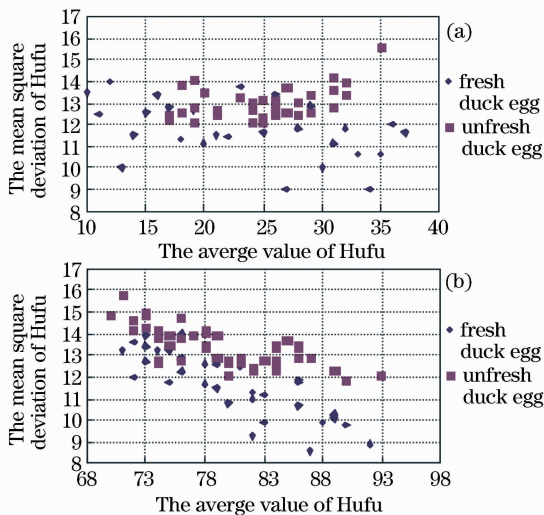 17
16
15
14
13
12
11
10
9
8
10 15 20 25 30 35 40
The mean square
deviation of Hufu
The averge value of Hufu
(a)
fresh
duck egg
unfresh
duck egg
17
16
15
14
13
12
11
10
9
8
68 73 78 83 88 93 98
The mean square
deviation of Hufu
The averge value of Hufu
(b)
fresh
duck egg
unfresh
duck egg